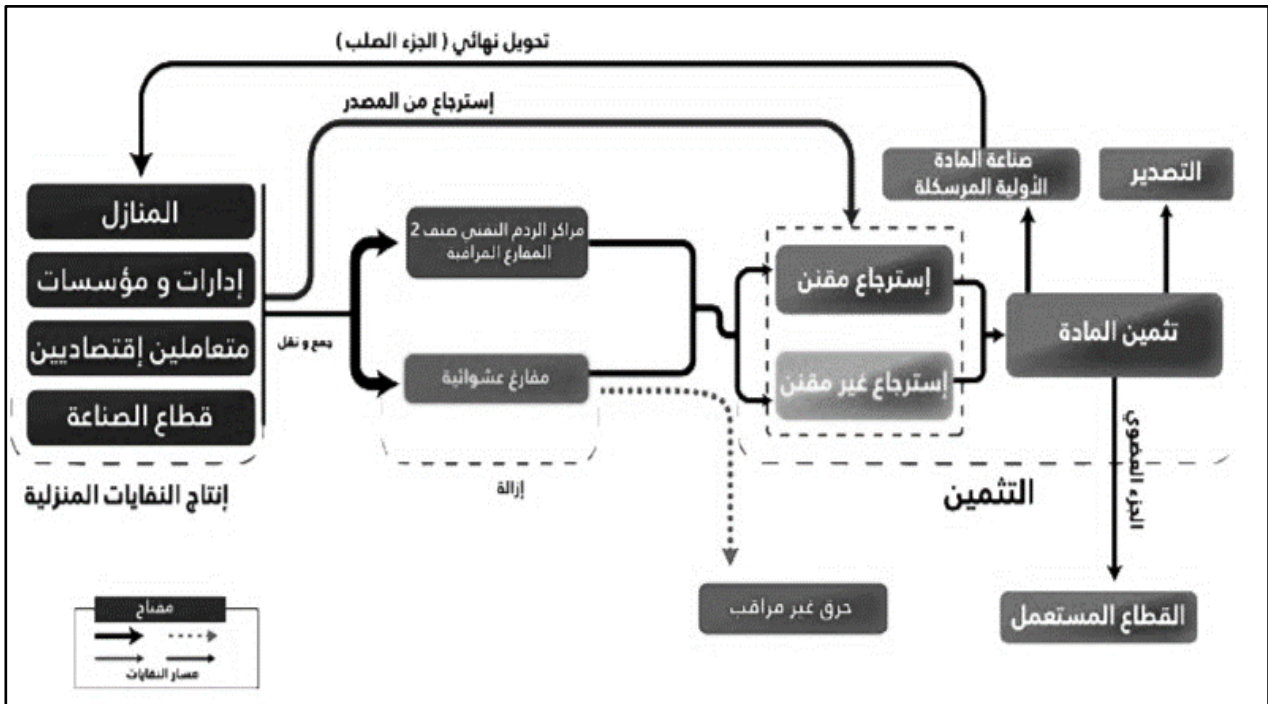 تحويل نهائي ( الجزء الصلب )
إسترجاع من المصدر
صناعة المادة
الأولية المرسكلة
التصدير
المنازل
إدارات و مؤسسات
متعاملين إقتصاديين
قطاع الصناعة
إنتاج النفايات المنزلية
جمع و نقل
مراكز الردم التقني صنف 2
المفارغ المراقبة
مفارغ عشوائية
إزالة
إسترجاع مقنن
إسترجاع غير مقنن
تثمين المادة
التثمين
الجزء العضوي
حرق غير مراقب
القطاع المستعمل
مفتاح
مسار النفايات